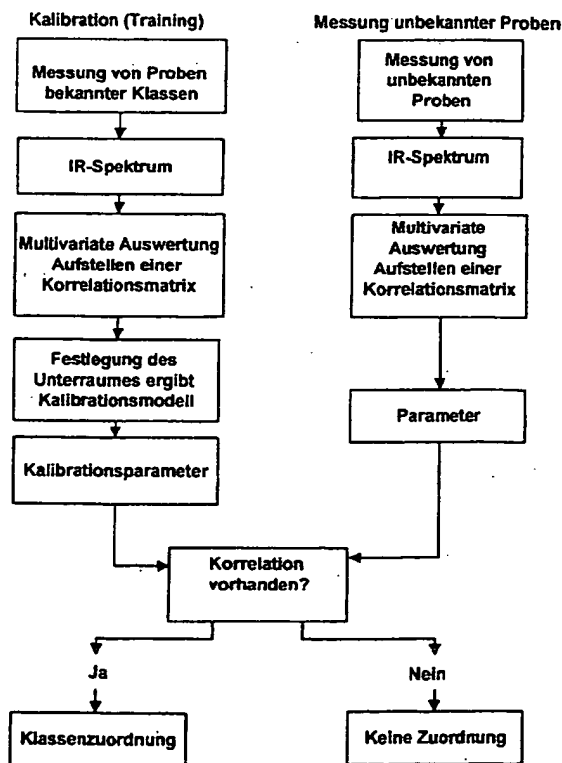 Kalibration (Training)
Messung von Proben
bekannter Klassen
IR-Spektrum
Multivariate Auswertung
Aufstellen einer
Korrelationsmatrix
Festlegung des
Unterraumes ergibt
Kalibrationsmodell
Kalibrationsparameter
Messung unbekannter Proben
Messung von
unbekannten
Proben
IR-Spektrum
Multivariate
Auswertung
Aufstellen einer
Korrelationsmatrix
Parameter
Korrelation
vorhanden?
Ja
Nein
Klassenzuordnung
Keine Zuordnung